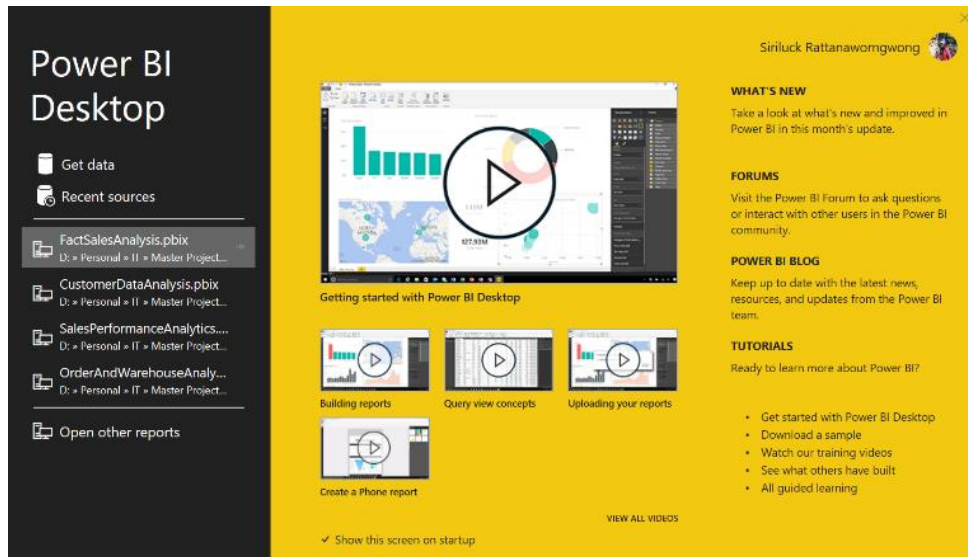 Power BI
Desktop
Get data
Recent sources
FactSalesAnalysis.pbix
D: » Personal » IT » Master Project...
CustomerDataAnalysis.pbix
D: » Personal » IT » Master Project...
SalesPerformanceAnalytics....
D: » Personal » IT » Master Project...
OrderAndWarehouseAnaly...
D: » Personal » IT » Master Project...
Open other reports
127.93M
Getting started with Power BI Desktop
Building reports
Query view concepts
Uploading your reports
Create a Phone report
VIEW ALL VIDEOS
Show this screen on startup
Siriluck Rattanaworngwong
WHAT'S NEW
Take a look at what's new and improved in
Power BI in this month's update.
FORUMS
Visit the Power BI Forum to ask questions
or interact with other users in the Power BI
community.
POWER BI BLOG
Keep up to date with the latest news,
resources, and updates from the Power BI
team.
TUTORIALS
Ready to learn more about Power BI?
• Get started with Power BI Desktop
• Download a sample
• Watch our training videos
• See what others have built
• All guided learning